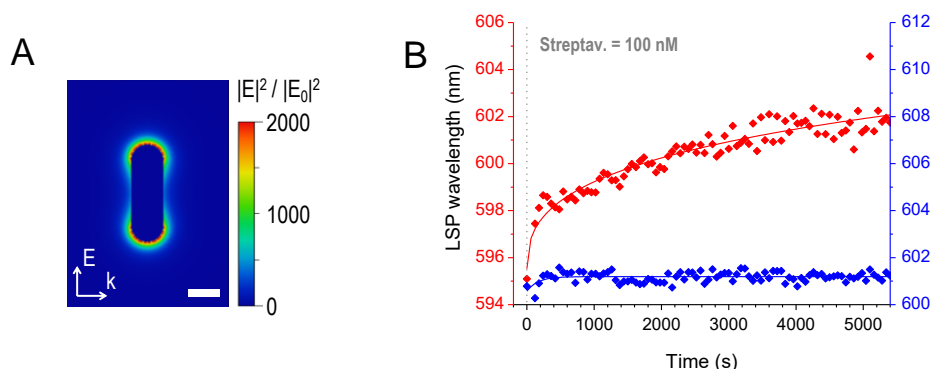 A
|E|² / |E₀|²
2000
1000
0
E
k
B
Streptav. = 100 nM
LSP wavelength (nm)
606
604
602
600
598
596
594
612
610
608
606
604
602
600
0
1000
2000
3000
4000
5000
Time (s)